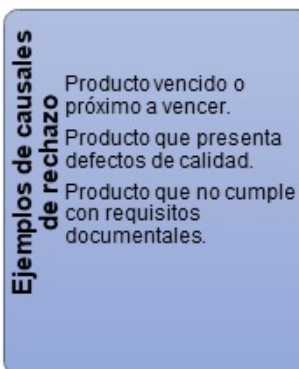 Ejemplos de causales
de rechazo
Producto vencido o
próximo a vencer.
Producto que presenta
defectos de calidad.
Producto que no cumple
con requisitos
documentales.